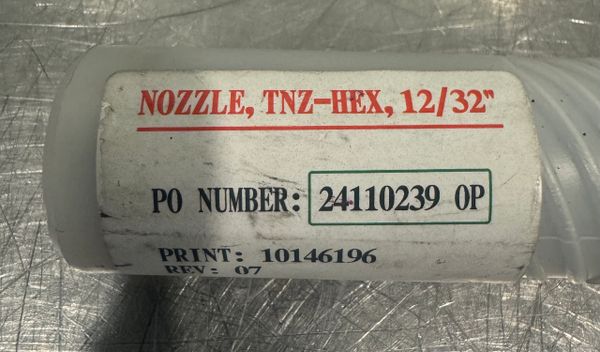 NOZZLE, TNZ-HEX, 12/32"
PO NUMBER: 24110239 OP
PRINT: 10146196
REV: 07